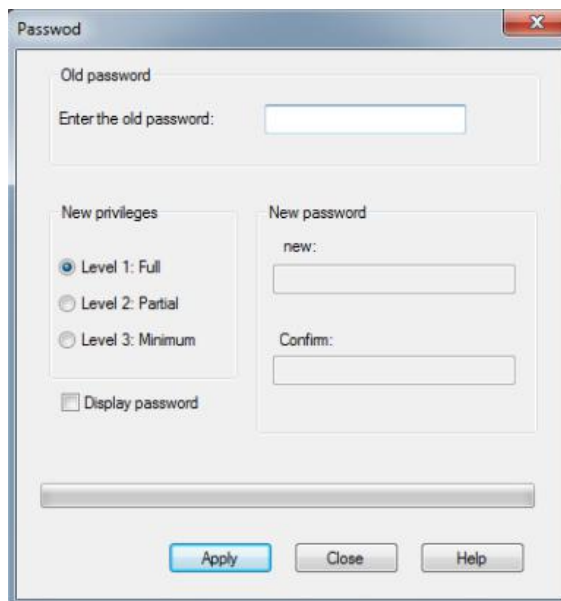 Passwod
Old password
Enter the old password:
New privileges
Level 1: Full
Level 2: Partial
Level 3: Minimum
Display password
New password
new:
Confirm:
Apply Close Help